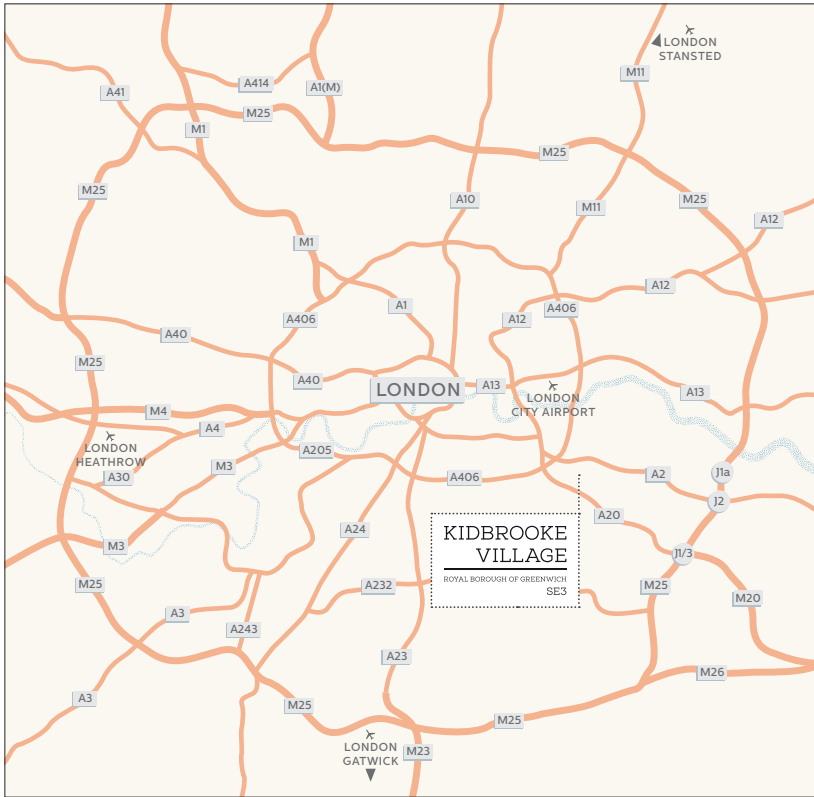 LONDON
STANSTED
M11
A41
A414
A1(M)
M25
M1
M25
M25
M25
A10
M11
M25
A12
M1
A12
A1
A406
A406
A12
A40
M25
A40
LONDON
A13
LONDON
CITY AIRPORT
A13
M4
A4
LONDON
HEATHROW
A205
M3
A30
A406
A2
J1a
J2
A20
A24
KIDBROOKE
VILLAGE
ROYAL BOROUGH OF GREENWICH
SE3
M3
J1/3
M25
A232
M25
M20
A3
A243
A23
M26
A3
M25
M25
LONDON
GATWICK
M23